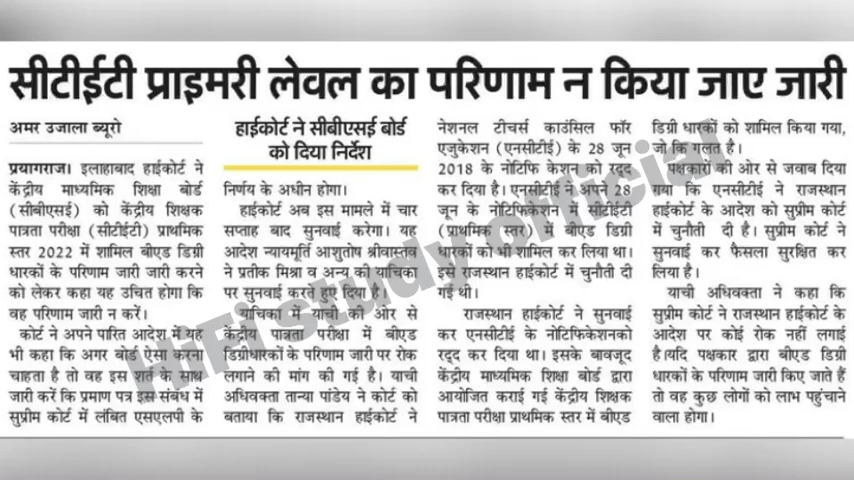 सीटीईटी प्राइमरी लेवल का परिणाम न किया जाए जारी
अमर उजाला ब्यूरो
प्रयागराज। इलाहाबाद हाईकोर्ट ने
केंद्रीय माध्यमिक शिक्षा बोर्ड
(सीबीएसई) को केंद्रीय शिक्षक
पात्रता परीक्षा (सीटीईटी) प्राथमिक
स्तर 2022 में शामिल बीएड डिग्री
धारकों के परिणाम जारी जारी करने
को लेकर कहा यह उचित होगा कि
वह परिणाम जारी न करें।
कोर्ट ने अपने पारित आदेश में यह
भी कहा कि अगर बोर्ड ऐसा करना
चाहता है तो वह इस शर्त के साथ
जारी करें कि प्रमाण पत्र इस संबंध में
सुप्रीम कोर्ट में लंबित एसएलपी के
हाईकोर्ट ने सीबीएसई बोर्ड
को दिया निर्देश
निर्णय के अधीन होगा।
हाईकोर्ट अब इस मामले में चार
सप्ताह बाद सुनवाई करेगा। यह
आदेश न्यायमूर्ति आशुतोष श्रीवास्तव
ने प्रतीक मिश्रा व अन्य की याचिका
पर सुनवाई करते हुए दिया है।
याचिका में याची की ओर से
केंद्रीय पात्रता परीक्षा में बीएड
डिग्रीधारकों के परिणाम जारी पर रोक
लगाने की मांग की गई है। याची
अधिवक्ता तान्या पांडेय ने कोर्ट को
बताया कि राजस्थान हाईकोर्ट ने
नेशनल टीचर्स काउंसिल फॉर
एजुकेशन (एनसीटीई) के 28 जून
2018 के नोटिफि केशन को रद्द
कर दिया है। एनसीटीई ने अपने 28
जून के नोटिफिकेशन में सीटीईटी
(प्राथमिक स्तर) में बीएड डिग्री
धारकों को भी शामिल कर लिया था।
इसे राजस्थान हाईकोर्ट में चुनौती दी
गई थी।
राजस्थान हाईकोर्ट ने सुनवाई
कर एनसीटीई के नोटिफिकेशनको
रद्द कर दिया था। इसके बावजूद
केंद्रीय माध्यमिक शिक्षा बोर्ड द्वारा
आयोजित कराई गई केंद्रीय शिक्षक
पात्रता परीक्षा प्राथमिक स्तर में बीएड
डिग्री धारकों को शामिल किया गया,
जो कि गलत है।
पक्षकारों की ओर से जवाब दिया
गया कि एनसीटीई ने राजस्थान
हाईकोर्ट के आदेश को सुप्रीम कोर्ट
में चुनौती दी है। सुप्रीम कोर्ट ने
सुनवाई कर फैसला सुरक्षित कर
लिया है।
याची अधिवक्ता ने कहा कि
सुप्रीम कोर्ट ने राजस्थान हाईकोर्ट के
आदेश पर कोई रोक नहीं लगाई
है।यदि पक्षकार द्वारा बीएड डिग्री
धारकों के परिणाम जारी किए जाते हैं
तो वह कुछ लोगों को लाभ पहुंचाने
वाला होगा।
HiFi study official